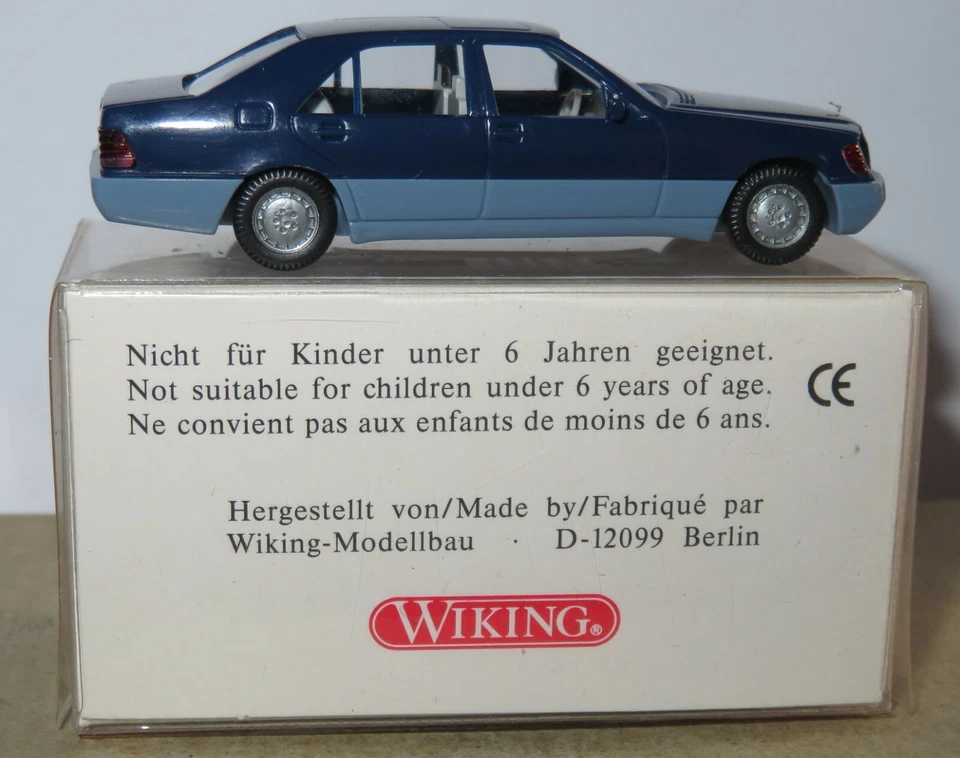 Nicht für Kinder unter 6 Jahren geeignet.
Not suitable for children under 6 years of age.
Ne convient pas aux enfants de moins de 6 ans.
CE
Hergestellt von/Made by/Fabriqué par
Wiking-Modellbau · D-12099 Berlin
WIKING®